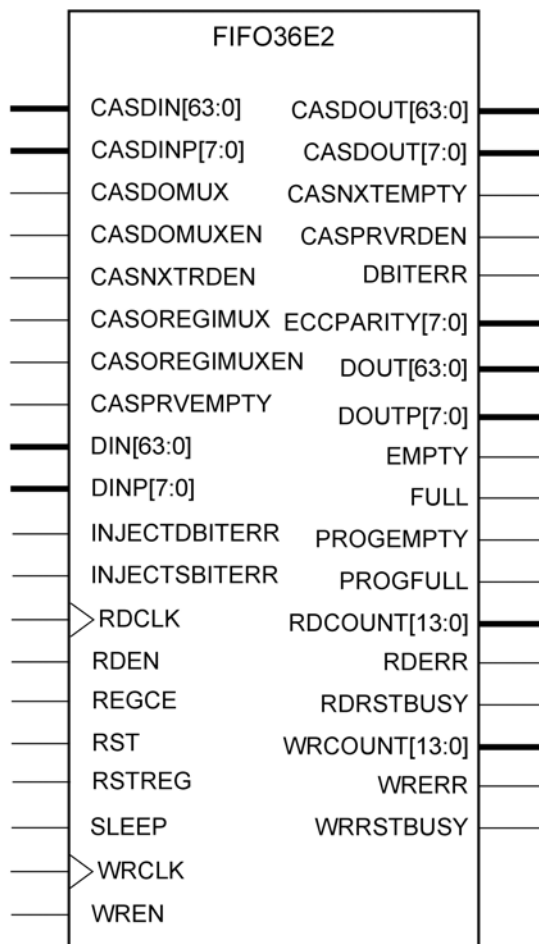 FIFO36E2
CASDIN[63:0]
CASDINP[7:0]
CASDOMUX
CASDOMUXEN
CASNXTRDEN
CASOREGIMUX
CASOREGIMUXEN
CASPRVEMPTY
DIN[63:0]
DINP[7:0]
INJECTDBITERR
INJECTSBITERR
RDCLK
RDEN
REGCE
RST
RSTREG
SLEEP
WRCLK
WREN
CASDOUT[63:0]
CASDOUT[7:0]
CASNXTEMPTY
CASPRVRDEN
DBITERR
ECCPARITY[7:0]
DOUT[63:0]
DOUTP[7:0]
EMPTY
FULL
PROGEMPTY
PROGFULL
RDCOUNT[13:0]
RDERR
RDRSTBUSY
WRCOUNT[13:0]
WRERR
WRRSTBUSY